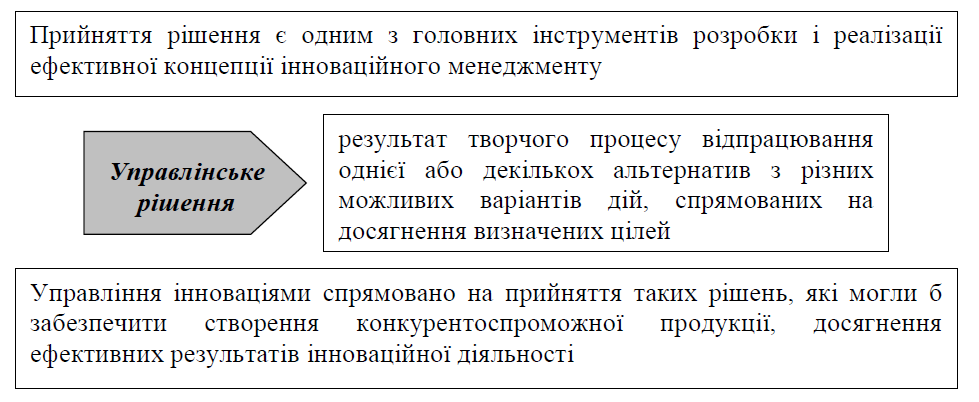 Прийняття рішення є одним з головних інструментів розробки і реалізації
ефективної концепції інноваційного менеджменту
Управлінське
рішення
результат творчого процесу відпрацювання
однієї або декількох альтернатив з різних
можливих варіантів дій, спрямованих на
досягнення визначених цілей
Управління інноваціями спрямовано на прийняття таких рішень, які могли б
забезпечити створення конкурентоспроможної продукції, досягнення
ефективних результатів інноваційної діяльності